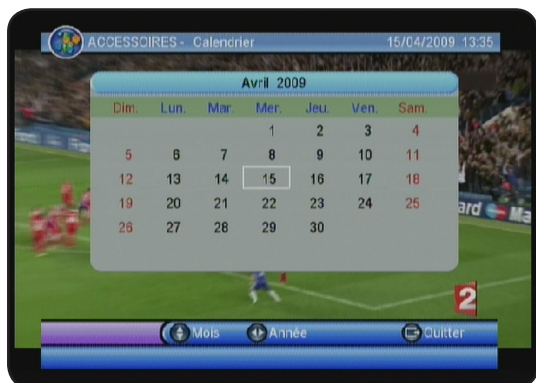 ACCESSOIRES - Calendrier 15/04/2009 13:35
Avril 2009
Dim. Lun. Mar. Mer. Jeu. Ven. Sam.
1 2 3 4
5 6 7 8 9 10 11
12 13 14 15 16 17 18
19 20 21 22 23 24 25
26 27 28 29 30
2
Mois Année Quitter